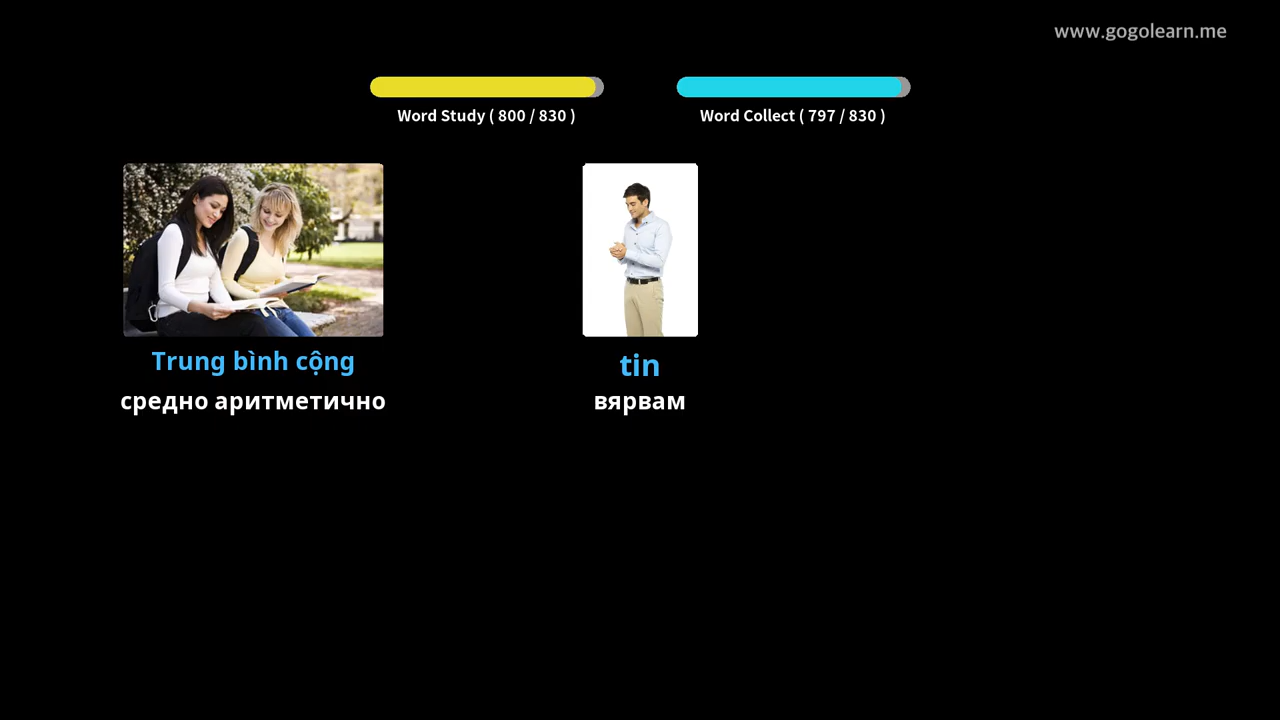 www.gogolearn.me
Word Study ( 800 / 830 )
Word Collect ( 797 / 830 )
Trung bình cộng
средно аритметично
tin
вярвам